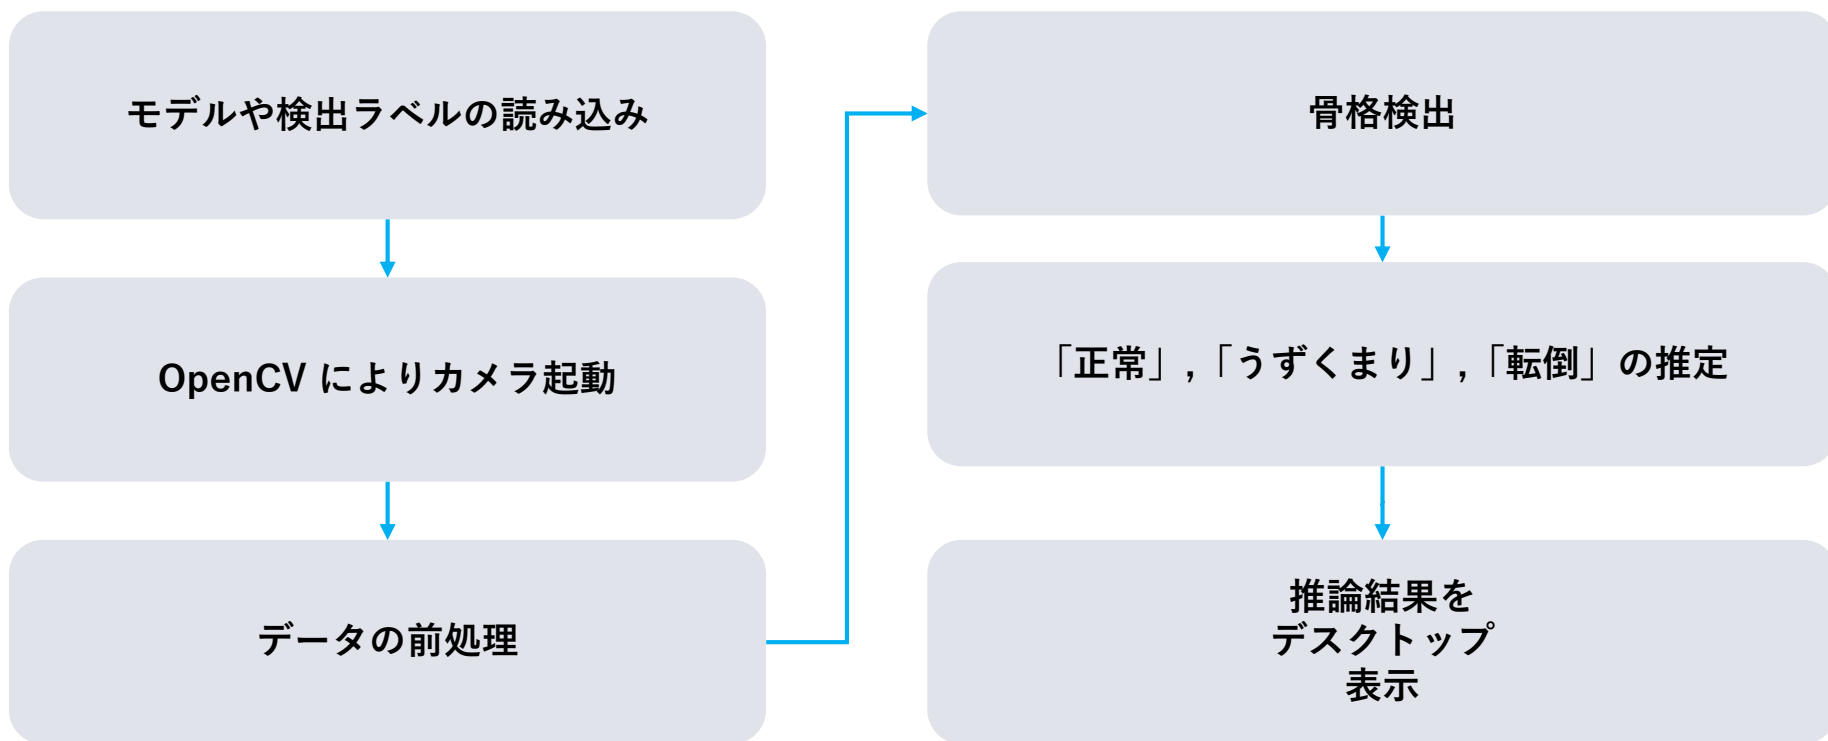 モデルや検出ラベルの読み込み
OpenCV によりカメラ起動
データの前処理
骨格検出
「正常」,「うずくまり」,「転倒」の推定
推論結果を
デスクトップ
表示